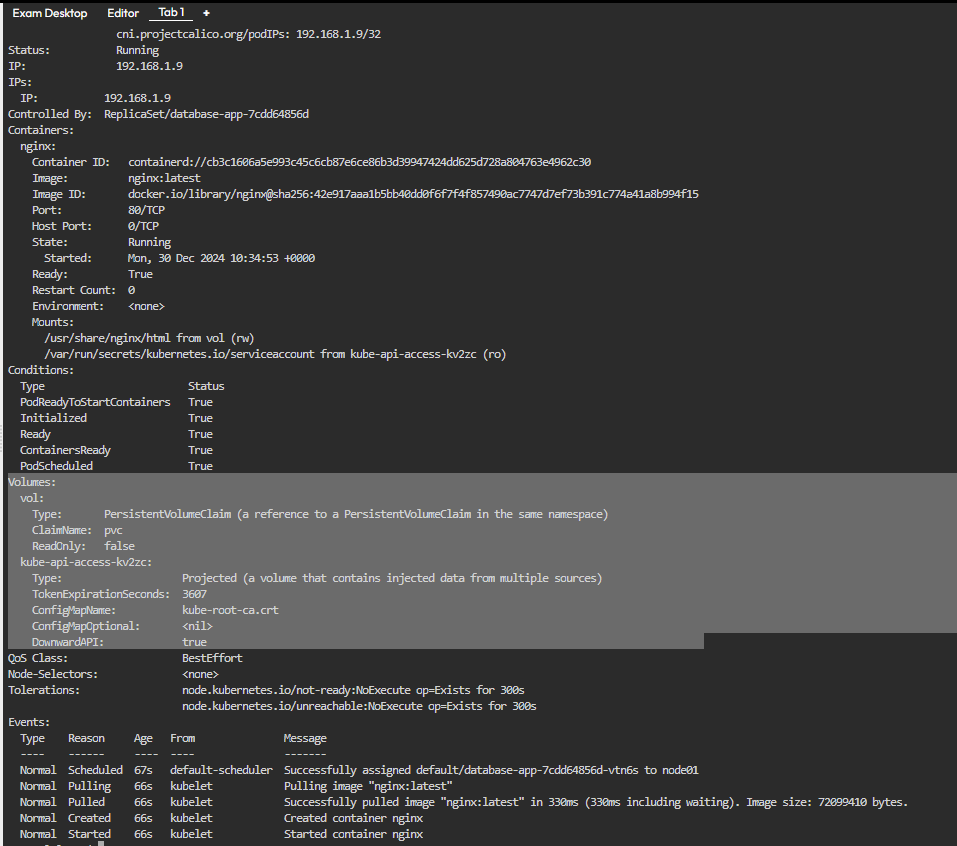 Exam Desktop Editor Tab 1 +
cni.projectcalico.org/podIPs: 192.168.1.9/32
Status: Running
IP: 192.168.1.9
IPs:
IP: 192.168.1.9
Controlled By: ReplicaSet/database-app-7cdd64856d
Containers:
nginx:
Container ID: containerd://cb3c1606a5e993c45c6cb87e6ce86b3d39947424dd625d728a804763e4962c30
Image: nginx:latest
Image ID: docker.io/library/nginx@sha256:42e917aaa1b5bb40dd0f6f7f4f857490ac7747d7ef73b391c774a41a8b994f15
Port: 80/TCP
Host Port: 0/TCP
State: Running
Started: Mon, 30 Dec 2024 10:34:53 +0000
Ready: True
Restart Count: 0
Environment: <none>
Mounts:
/usr/share/nginx/html from vol (rw)
/var/run/secrets/kubernetes.io/serviceaccount from kube-api-access-kv2zc (ro)
Conditions:
Type Status
PodReadyToStartContainers True
Initialized True
Ready True
ContainersReady True
PodScheduled True
Volumes:
vol:
Type: PersistentVolumeClaim (a reference to a PersistentVolumeClaim in the same namespace)
ClaimName: pvc
ReadOnly: false
kube-api-access-kv2zc:
Type: Projected (a volume that contains injected data from multiple sources)
TokenExpirationSeconds: 3607
ConfigMapName: kube-root-ca.crt
ConfigMapOptional: <nil>
DownwardAPI: true
QoS Class: BestEffort
Node-Selectors: <none>
Tolerations: node.kubernetes.io/not-ready:NoExecute op=Exists for 300s
node.kubernetes.io/unreachable:NoExecute op=Exists for 300s
Events:
Type Reason Age From Message
---- ------ ---- ---- -------
Normal Scheduled 67s default-scheduler Successfully assigned default/database-app-7cdd64856d-vtn6s to node01
Normal Pulling 66s kubelet Pulling image "nginx:latest"
Normal Pulled 66s kubelet Successfully pulled image "nginx:latest" in 330ms (330ms including waiting). Image size: 72099410 bytes.
Normal Created 66s kubelet Created container nginx
Normal Started 66s kubelet Started container nginx